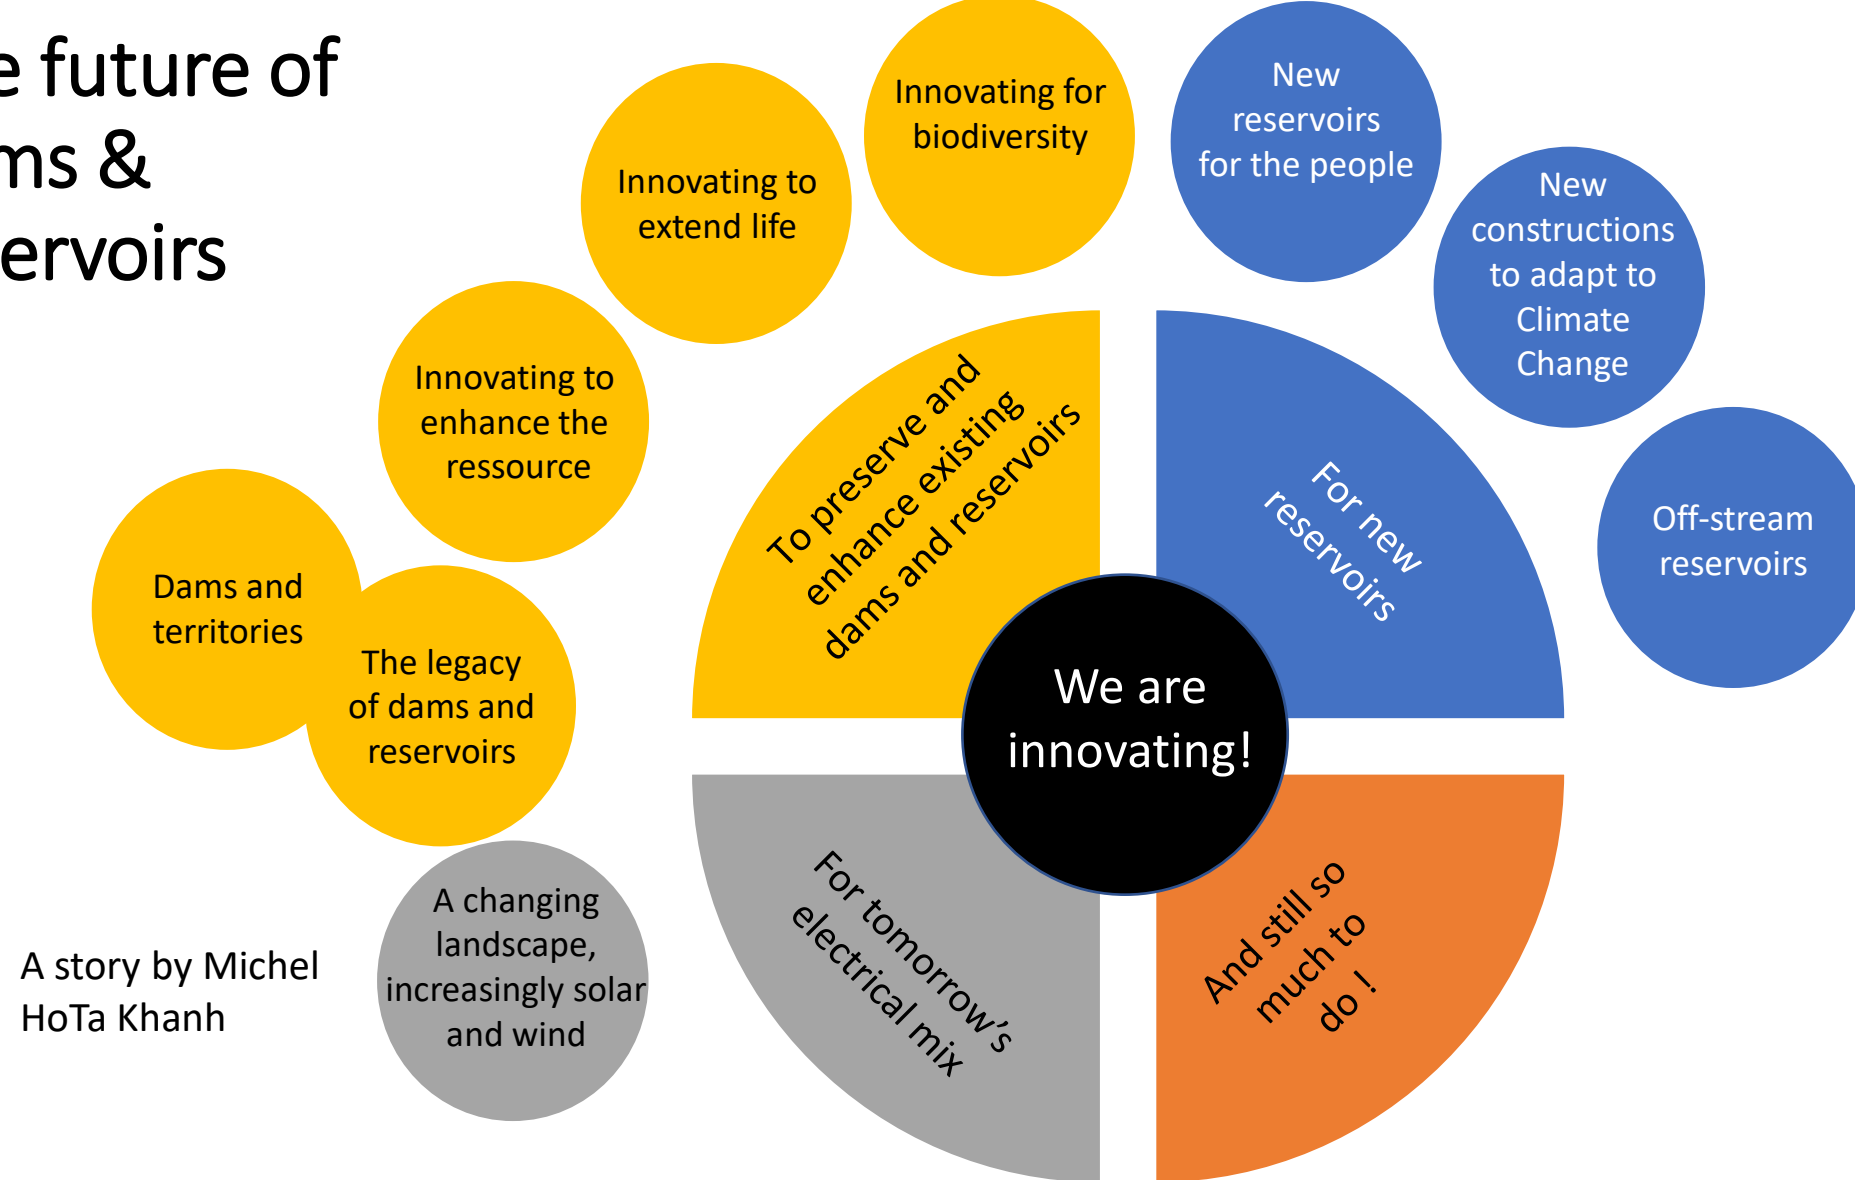 e future of
ms &
ervoirs
Innovating for
biodiversity
New
reservoirs
for the people
Innovating to
extend life
New
constructions
to adapt to
Climate
Change
Innovating to
enhance the
ressource
Off-stream
reservoirs
Dams and
territories
The legacy
of dams and
reservoirs
To preserve and
enhance existing
dams and reservoirs
For new
reservoirs
We are
innovating!
A changing
landscape,
increasingly solar
and wind
For tomorrow’s
electrical mix
And still so
much to
do !
A story by Michel
HoTa Khanh